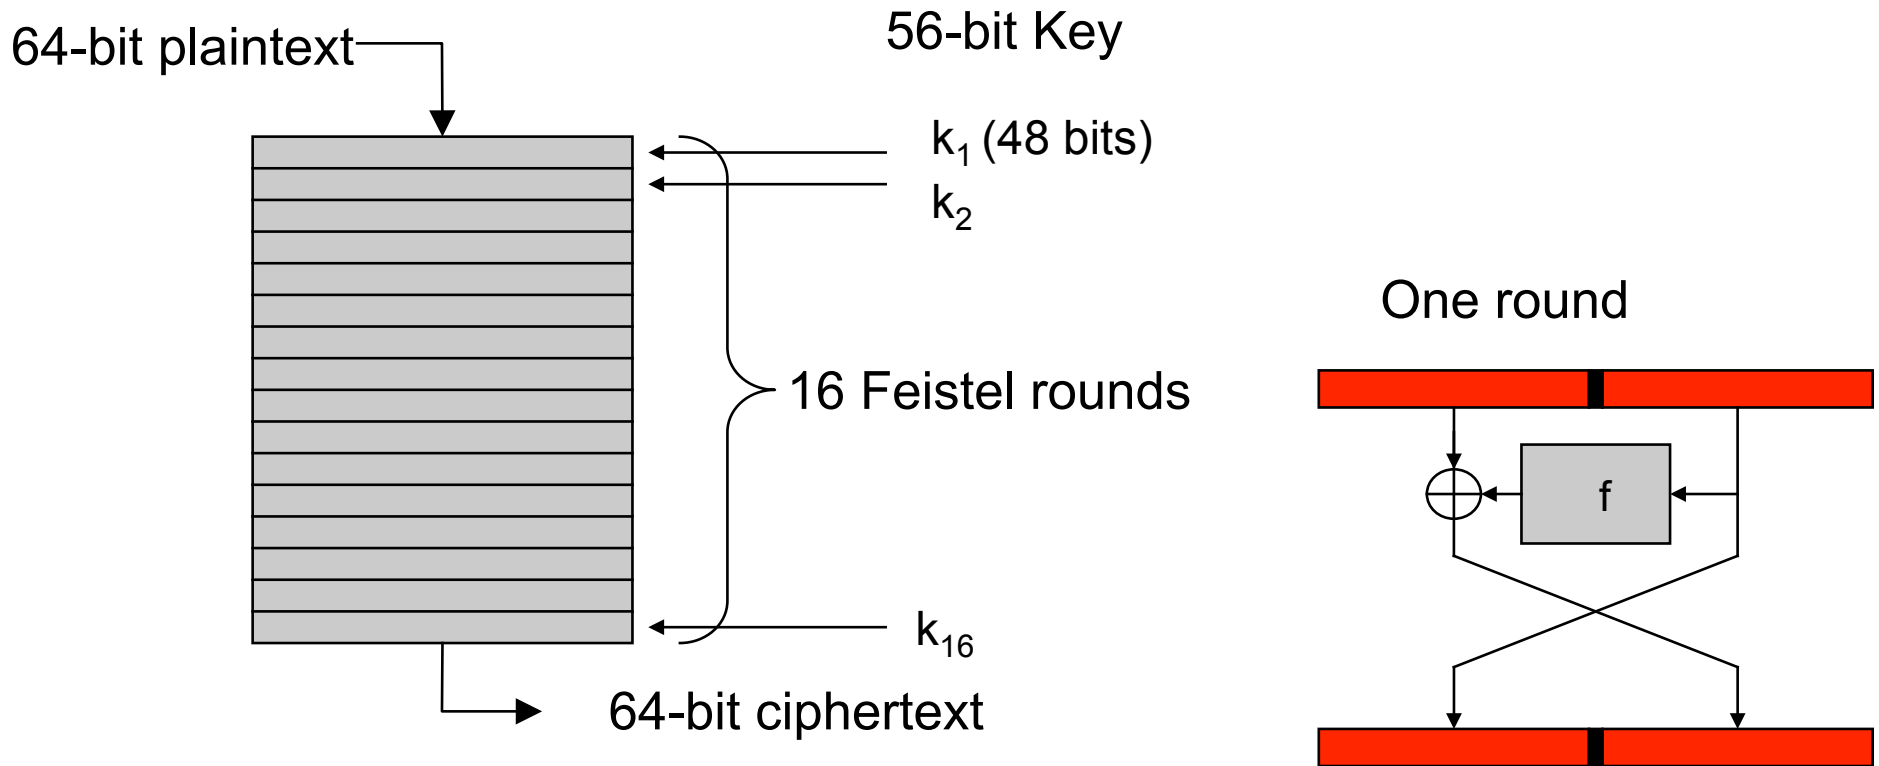 64-bit plaintext
56-bit Key
k₁ (48 bits)
k₂
One round
16 Feistel rounds
f
k₁₆
64-bit ciphertext